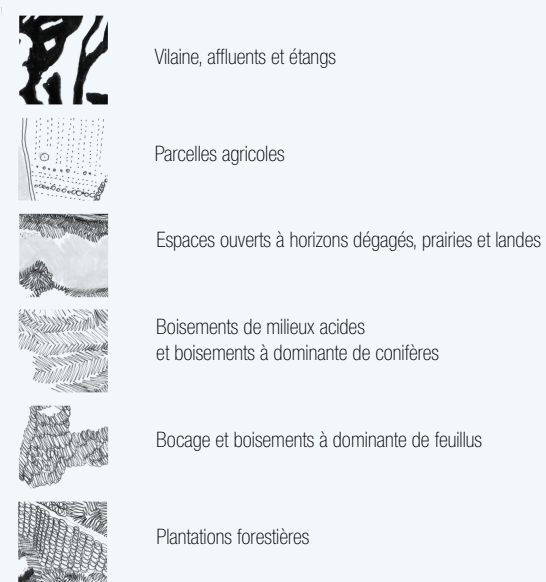 Vilaine, affluents et étangs
Parcelles agricoles
Espaces ouverts à horizons dégagés, prairies et landes
Boisements de milieux acides
et boisements à dominante de conifères
Bocage et boisements à dominante de feuillus
Plantations forestières